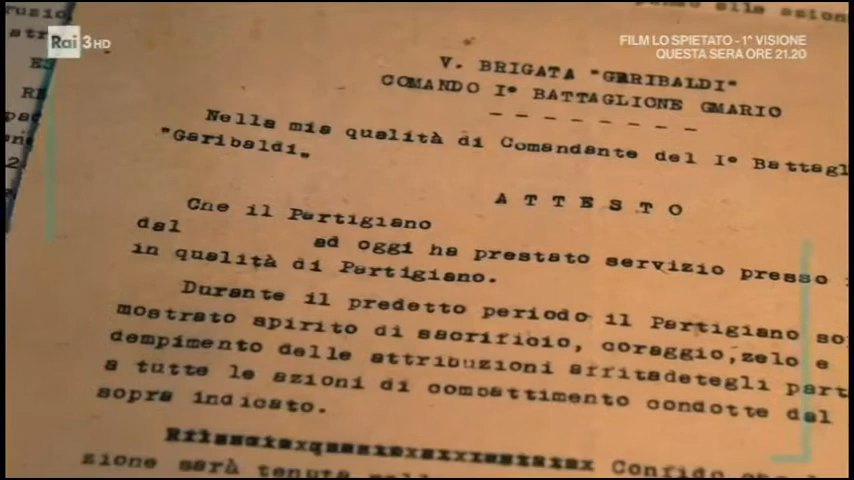 Rai 3HD
FILM LO SPIETATO - 1ª VISIONE
QUESTA SERA ORE 21.20
V. BRIGATA "GARIBALDI"
COMANDO I° BATTAGLIONE GMARIO
- - - - - - - -
Nella mia qualità di Comandante del I° Battagl
"Garibaldi„
A T T E S T O
Che il Partigiano
dal ad oggi ha prestato servizio presso
in qualità di Partigiano.
Durante il predetto periodo il Partigiano
mostrato spirito di sacrificio, coraggio,zelo e
dempimento delle attribuzioni affitadetegli part
a tutte le azioni di combattimento condotte dal
sopra indicato.
Confido
zione sarà tenuta